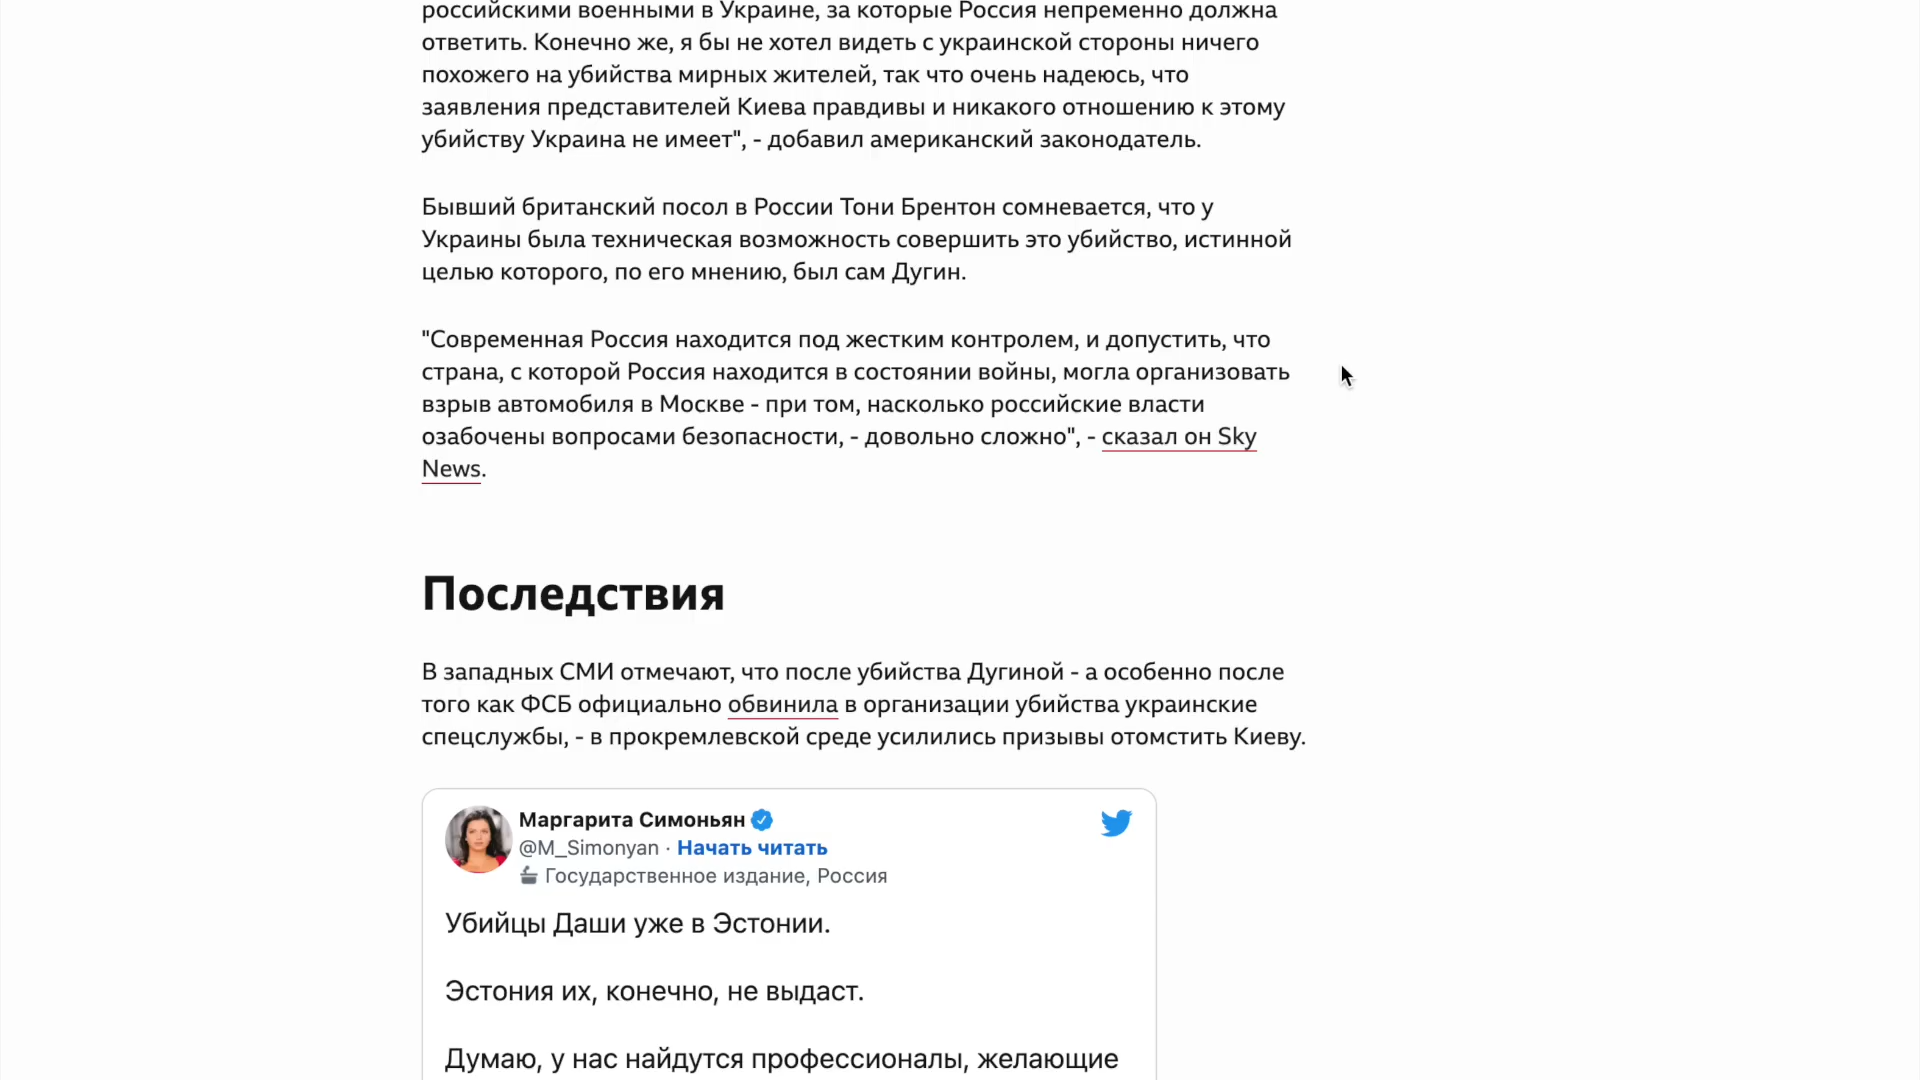 российскими военными в Украине, за которые Россия непременно должна
ответить. Конечно же, я бы не хотел видеть с украинской стороны ничего
похожего на убийства мирных жителей, так что очень надеюсь, что
заявления представителей Киева правдивы и никакого отношению к этому
убийству Украина не имеет", - добавил американский законодатель.
Бывший британский посол в России Тони Брентон сомневается, что у
Украины была техническая возможность совершить это убийство, истинной
целью которого, по его мнению, был сам Дугин.
"Современная Россия находится под жестким контролем, и допустить, что
страна, с которой Россия находится в состоянии войны, могла организовать
взрыв автомобиля в Москве - при том, насколько российские власти
озабочены вопросами безопасности, - довольно сложно", - сказал он Sky
News.
Последствия
В западных СМИ отмечают, что после убийства Дугиной - а особенно после
того как ФСБ официально обвинила в организации убийства украинские
спецслужбы, - в прокремлевской среде усилились призывы отомстить Киеву.
Маргарита Симоньян
@M_Simonyan · Начать читать
Государственное издание, Россия
Убийцы Даши уже в Эстонии.
Эстония их, конечно, не выдаст.
Думаю, у нас найдутся профессионалы, желающие